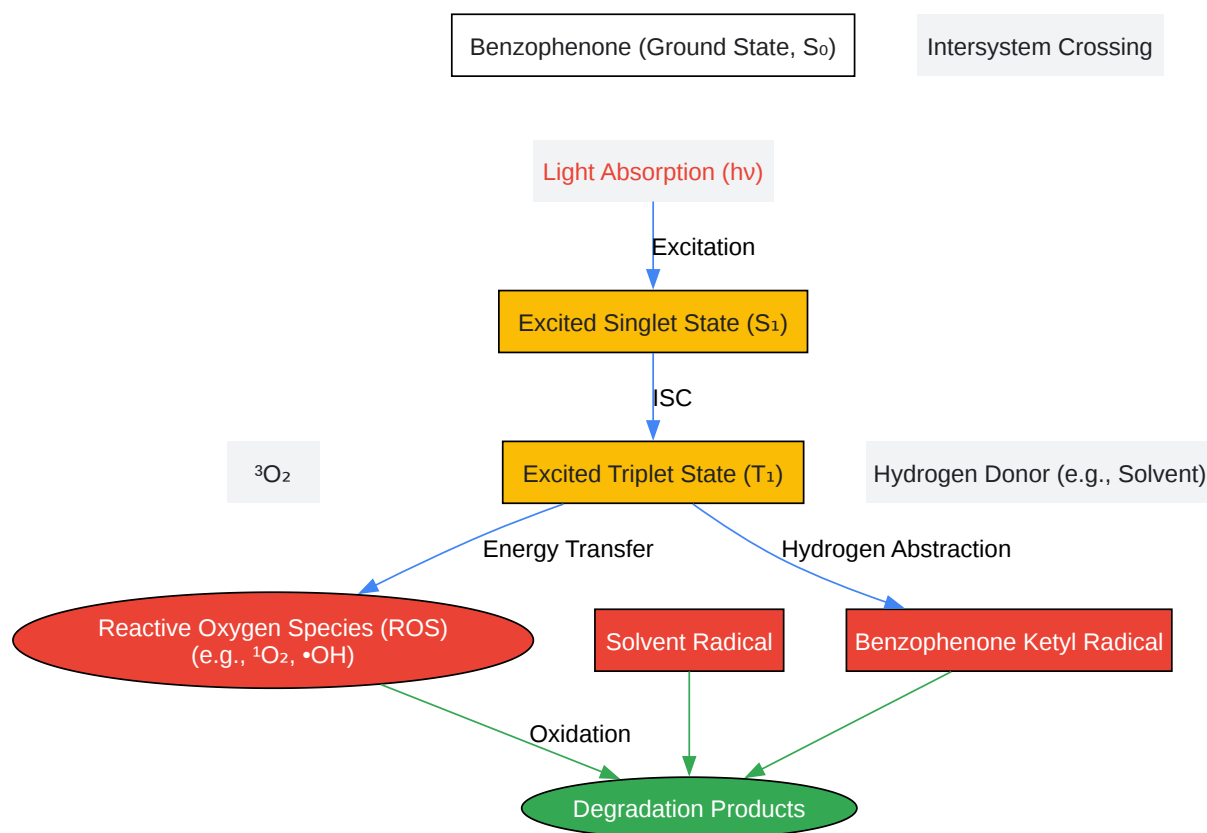 Benzophenone (Ground State, S₀)
Intersystem Crossing
Light Absorption (hν)
Excitation
Excited Singlet State (S₁)
ISC
³O₂
Excited Triplet State (T₁)
Hydrogen Donor (e.g., Solvent)
Energy Transfer
Hydrogen Abstraction
Reactive Oxygen Species (ROS)
(e.g., ¹O₂, •OH)
Solvent Radical
Benzophenone Ketyl Radical
Oxidation
Degradation Products